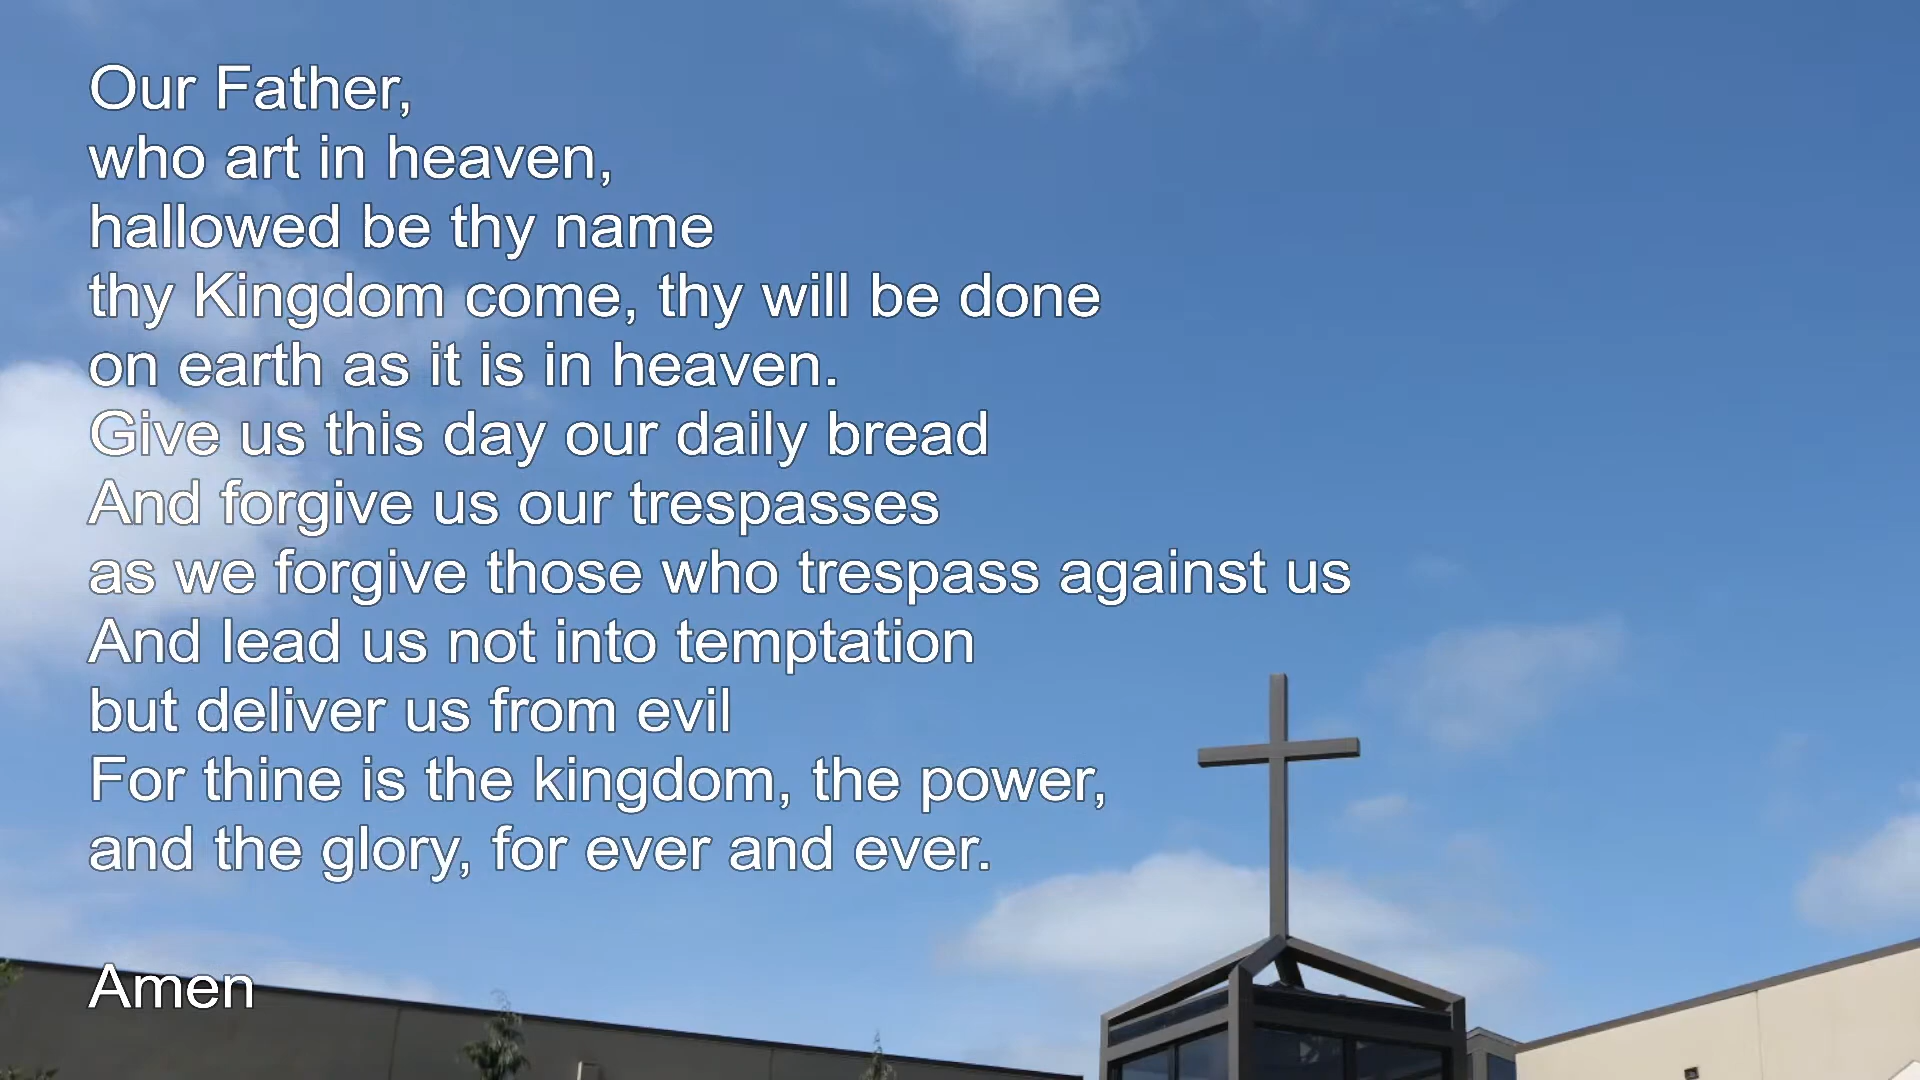 Our Father,
who art in heaven,
hallowed be thy name
thy Kingdom come, thy will be done
on earth as it is in heaven.
Give us this day our daily bread
And forgive us our trespasses
as we forgive those who trespass against us
And lead us not into temptation
but deliver us from evil
For thine is the kingdom, the power,
and the glory, for ever and ever.
Amen